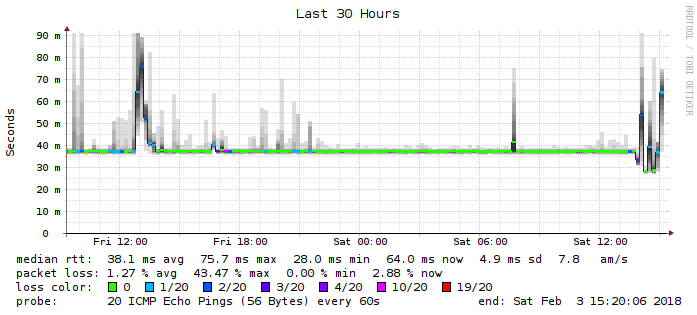 Last 30 Hours
RRDTOOL / TOBI OETIKER
Seconds
90 m
80 m
70 m
60 m
50 m
40 m
30 m
20 m
10 m
0
Fri 12:00 Fri 18:00 Sat 00:00 Sat 06:00 Sat 12:00
median rtt: 38.1 ms avg 75.7 ms max 28.0 ms min 64.0 ms now 4.9 ms sd 7.8 am/s
packet loss: 1.27 % avg 43.47 % max 0.00 % min 2.88 % now
loss color: 0 1/20 2/20 3/20 4/20 10/20 19/20
probe: 20 ICMP Echo Pings (56 Bytes) every 60s end: Sat Feb 3 15:20:06 2018